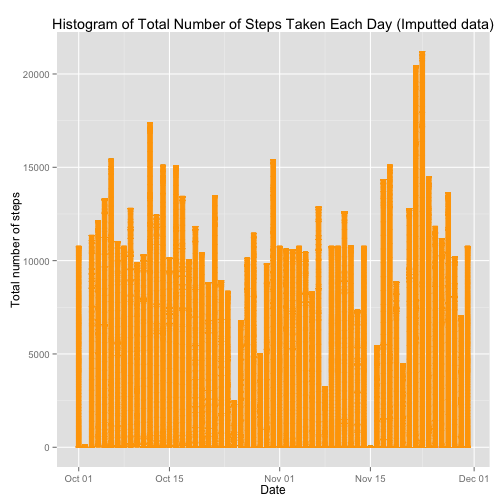 Histogram of Total Number of Steps Taken Each Day (Imputted data)
Total number of steps
20000
15000
10000
5000
0
Oct 01
Oct 15
Nov 01
Nov 15
Dec 01
Date